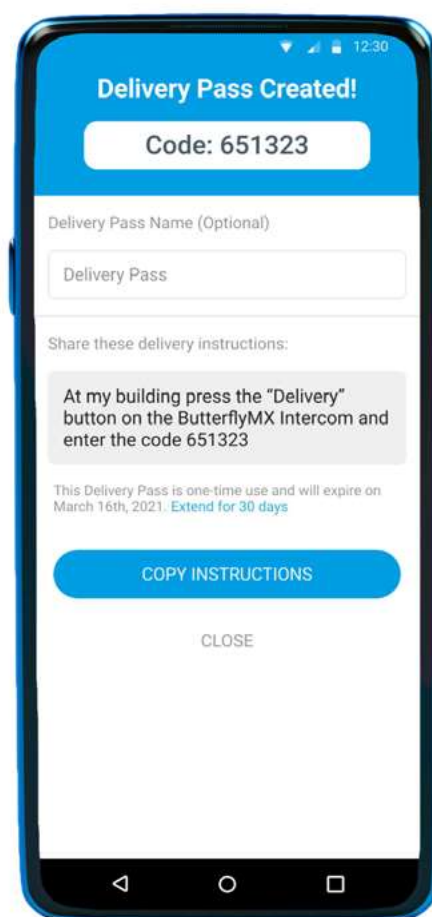 12:30
Delivery Pass Created!
Code: 651323
Delivery Pass Name (Optional)
Delivery Pass
Share these delivery instructions:
At my building press the “Delivery”
button on the ButterflyMX Intercom and
enter the code 651323
This Delivery Pass is one-time use and will expire on
March 16th, 2021. Extend for 30 days
COPY INSTRUCTIONS
CLOSE